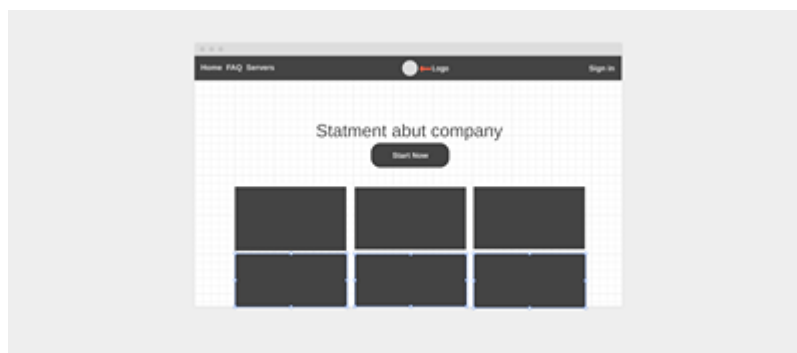 Home FAQ Servers
Logo
Sign in
Statment abut company
Start Now